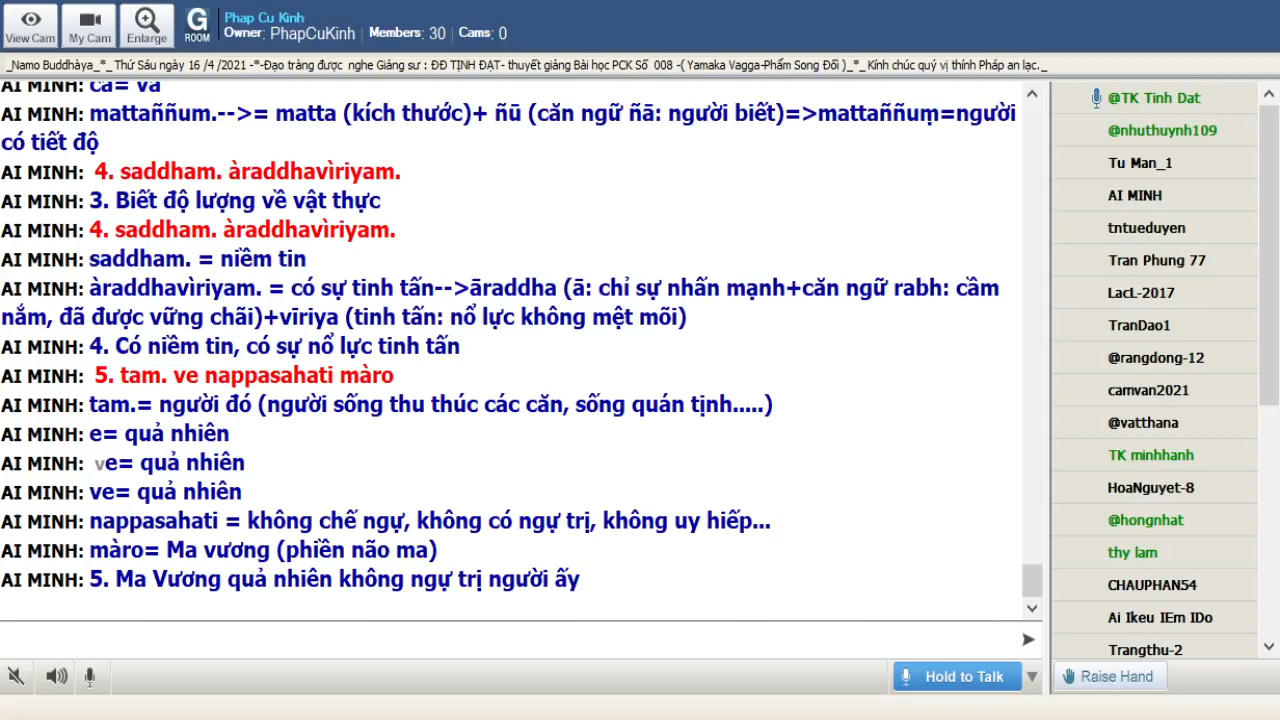 View Cam
My Cam
Enlarge
G
ROOM
Phap Cu Kinh
Owner: PhapCuKinh | Members: 30 | Cams: 0
_Namo Buddhàya_*_ Thứ Sáu ngày 16 /4 /2021 -*-Đạo tràng được nghe Giảng sư : ĐĐ TỊNH ĐẠT- thuyết giảng Bài học PCK Số 008 -( Yamaka Vagga-Phẩm Song Đối )_*_ Kính chúc quý vị thính Pháp an lạc._
AI MINH: ca= và
AI MINH: mattaññum.-->= matta (kích thước)+ ñū (căn ngữ ñā: người biết)=>mattaññuṃ=người
có tiết độ
AI MINH: 4. saddham. àraddhavìriyam.
AI MINH: 3. Biết độ lượng về vật thực
AI MINH: 4. saddham. àraddhavìriyam.
AI MINH: saddham. = niềm tin
AI MINH: àraddhavìriyam. = có sự tinh tấn-->āraddha (ā: chỉ sự nhấn mạnh+căn ngữ rabh: cầm
nắm, đã được vững chãi)+vīriya (tinh tấn: nổ lực không mệt mõi)
AI MINH: 4. Có niềm tin, có sự nổ lực tinh tấn
AI MINH: 5. tam. ve nappasahati màro
AI MINH: tam.= người đó (người sống thu thúc các căn, sống quán tịnh.....)
AI MINH: e= quả nhiên
AI MINH: ve= quả nhiên
AI MINH: ve= quả nhiên
AI MINH: nappasahati = không chế ngự, không có ngự trị, không uy hiếp...
AI MINH: màro= Ma vương (phiền não ma)
AI MINH: 5. Ma Vương quả nhiên không ngự trị người ấy
Hold to Talk
@TK Tinh Dat
@nhuthuynh109
Tu Man_1
AI MINH
tntueduyen
Tran Phung 77
LacL-2017
TranDao1
@rangdong-12
camvan2021
@vatthana
TK minhhanh
HoaNguyet-8
@hongnhat
thy lam
CHAUPHAN54
Ai Ikeu IEm IDo
Trangthu-2
Raise Hand